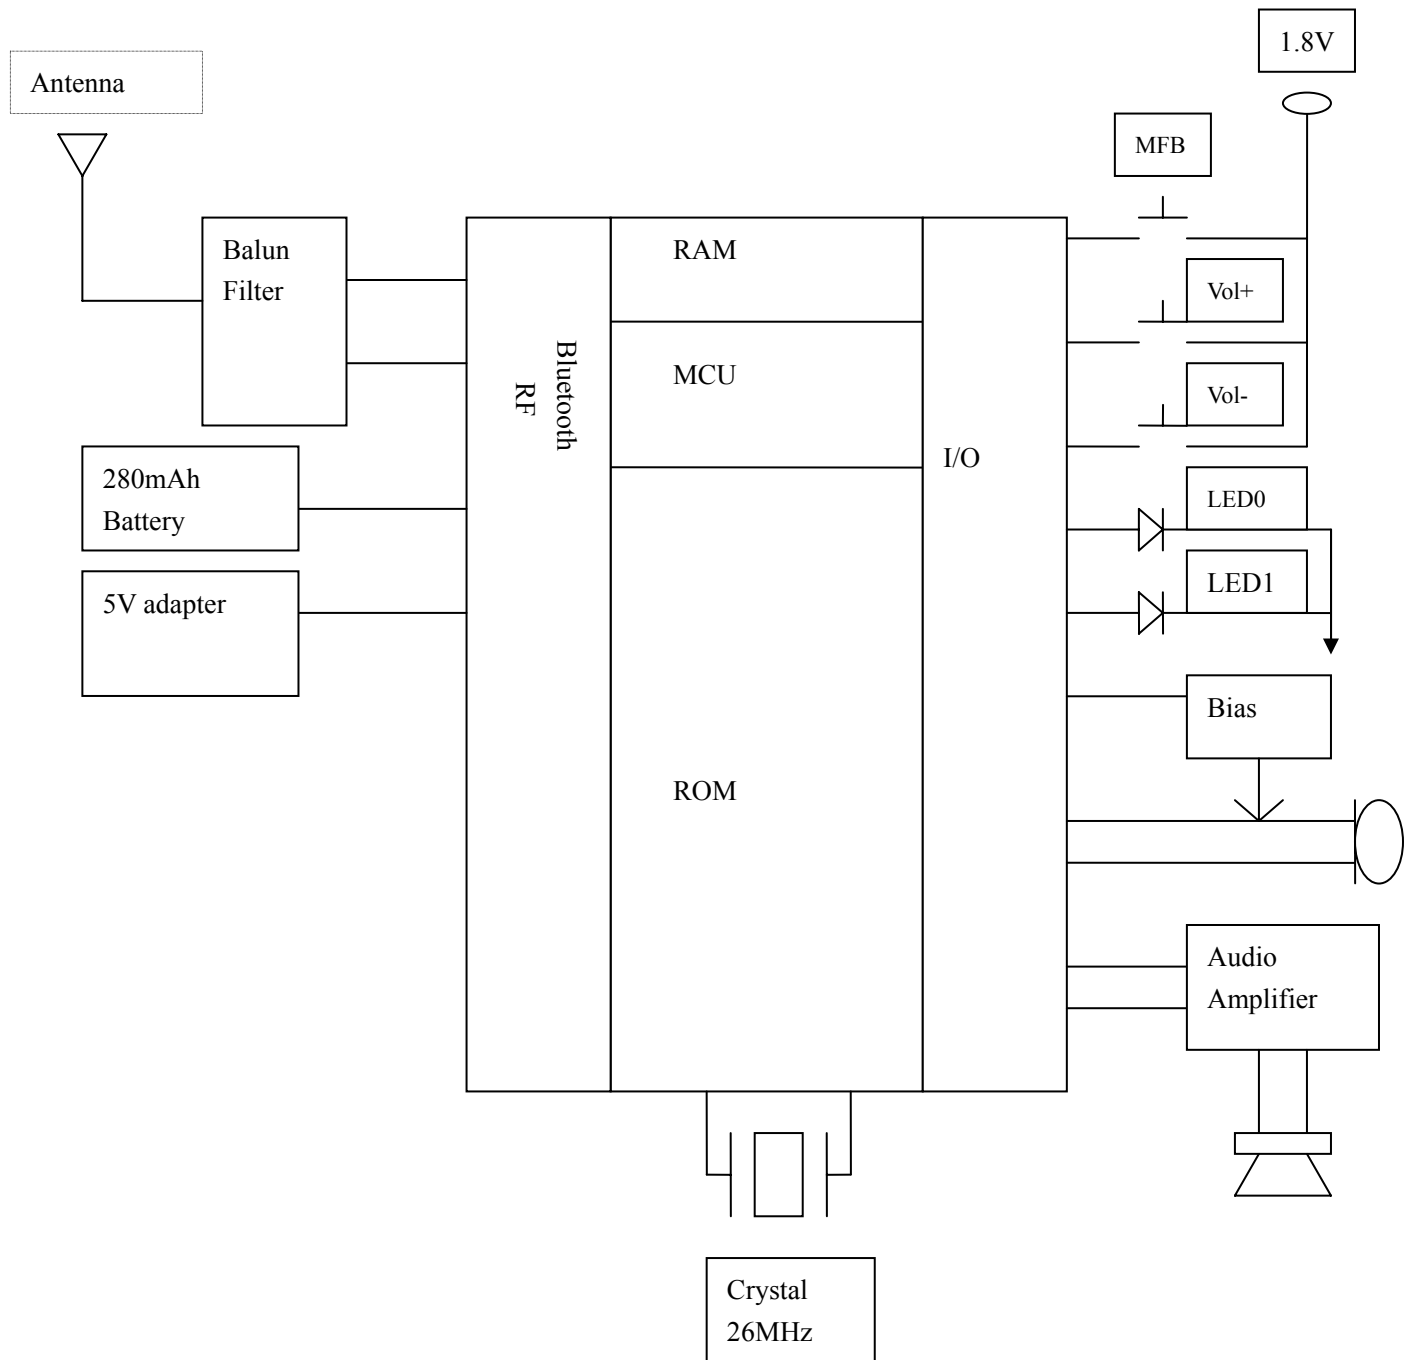 1.8V
Antenna
MFB
Balun
Filter
RAM
Vol+
Bluetooth
RF
MCU
Vol-
I/O
280mAh
Battery
LED0
LED1
5V adapter
Bias
ROM
Audio
Amplifier
Crystal
26MHz